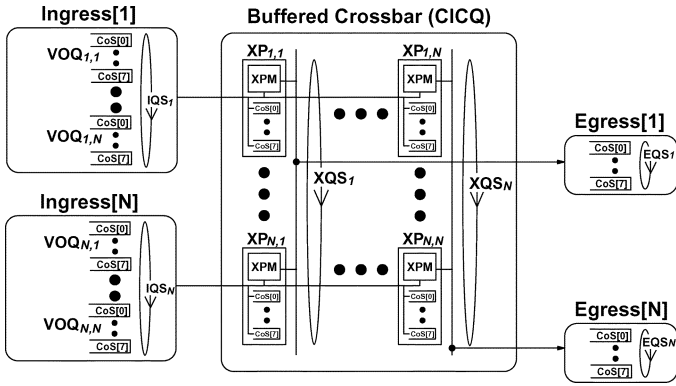 Ingress[1]
CoS[0]
VOQ1,1
CoS[7]
IQS1
CoS[0]
VOQ1,N
CoS[7]
Ingress[N]
CoS[0]
VOQN,1
CoS[7]
IQSN
CoS[0]
VOQN,N
CoS[7]
Buffered Crossbar (CICQ)
XP1,1
XPM
CoS[0]
CoS[7]
XP1,N
XPM
CoS[0]
CoS[7]
XQS1
XQSN
XPN,1
XPM
CoS[0]
CoS[7]
XPN,N
XPM
CoS[0]
CoS[7]
Egress[1]
CoS[0]
EQS1
CoS[7]
Egress[N]
CoS[0]
EQSN
CoS[7]